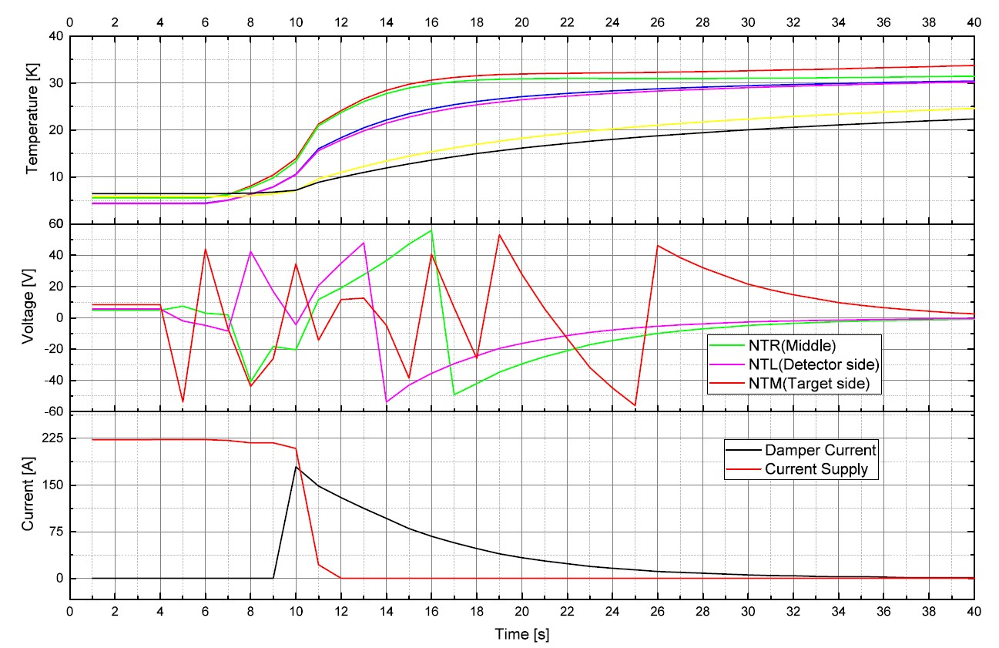 0 2 4 6 8 10 12 14 16 18 20 22 24 26 28 30 32 34 36 38 40
40
30
20
10
Temperature [K]
60
40
20
0
-20
-40
-60
Voltage [V]
NTR(Middle)
NTL(Detector side)
NTM(Target side)
225
150
75
0
Current [A]
Damper Current
Current Supply
0 2 4 6 8 10 12 14 16 18 20 22 24 26 28 30 32 34 36 38 40
Time [s]